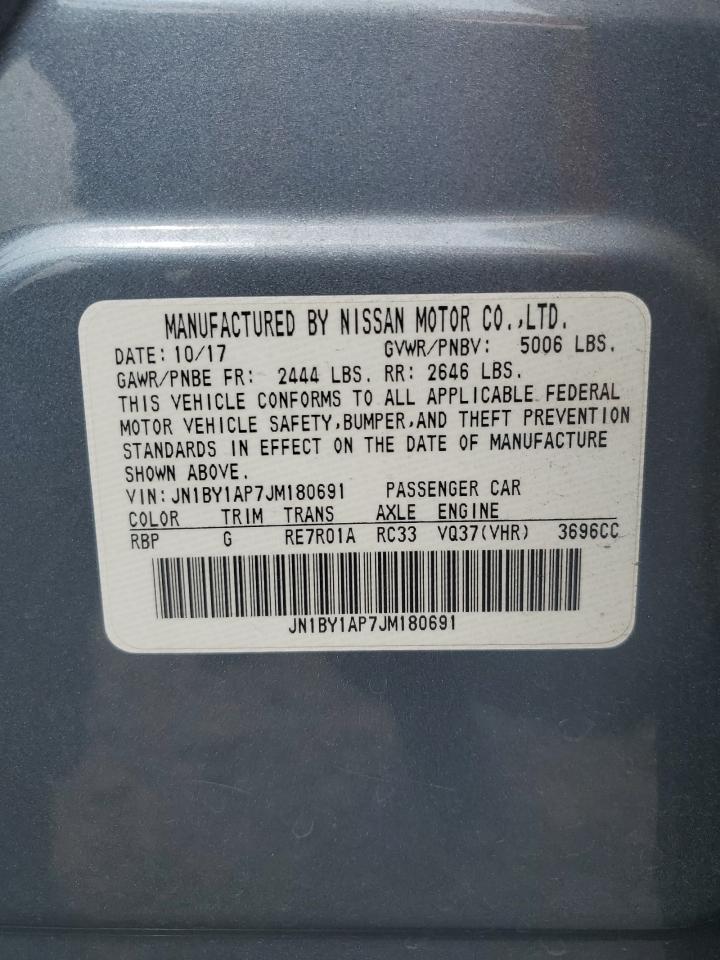 MANUFACTURED BY NISSAN MOTOR CO.,LTD.
DATE: 10/17 GVWR/PNBV: 5006 LBS.
GAWR/PNBE FR: 2444 LBS. RR: 2646 LBS.
THIS VEHICLE CONFORMS TO ALL APPLICABLE FEDERAL
MOTOR VEHICLE SAFETY,BUMPER,AND THEFT PREVENTION
STANDARDS IN EFFECT ON THE DATE OF MANUFACTURE
SHOWN ABOVE.
VIN: JN1BY1AP7JM180691 PASSENGER CAR
COLOR TRIM TRANS AXLE ENGINE
RBP G RE7R01A RC33 VQ37(VHR) 3696CC
JN1BY1AP7JM180691